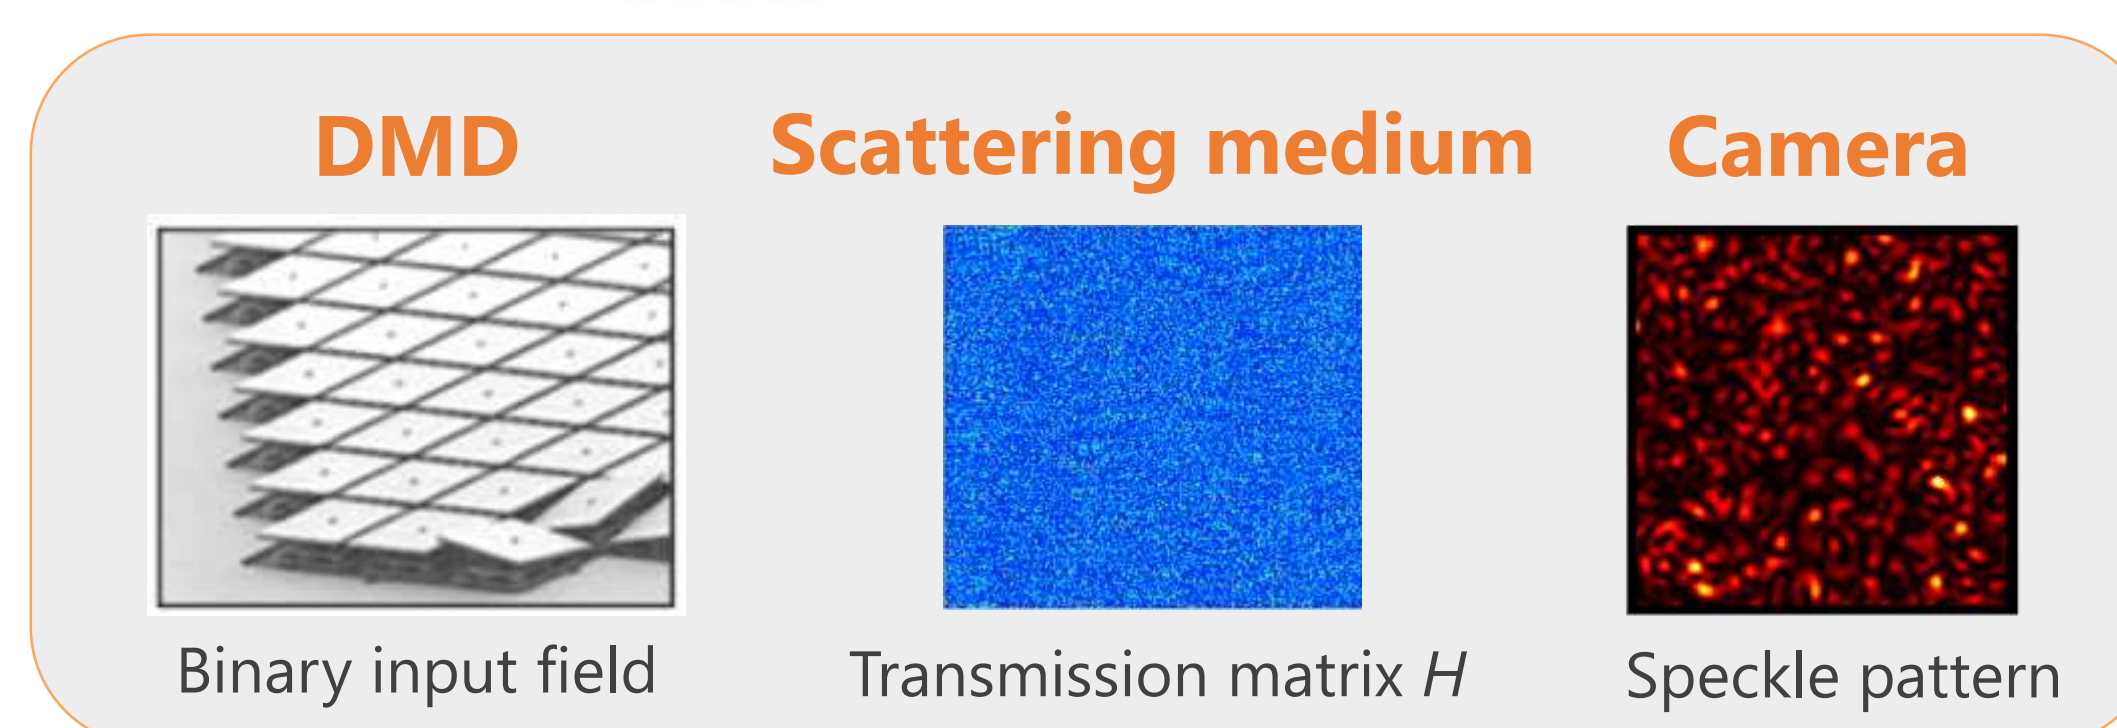 DMD
Scattering medium
Camera
Binary input field
Transmission matrix H
Speckle pattern